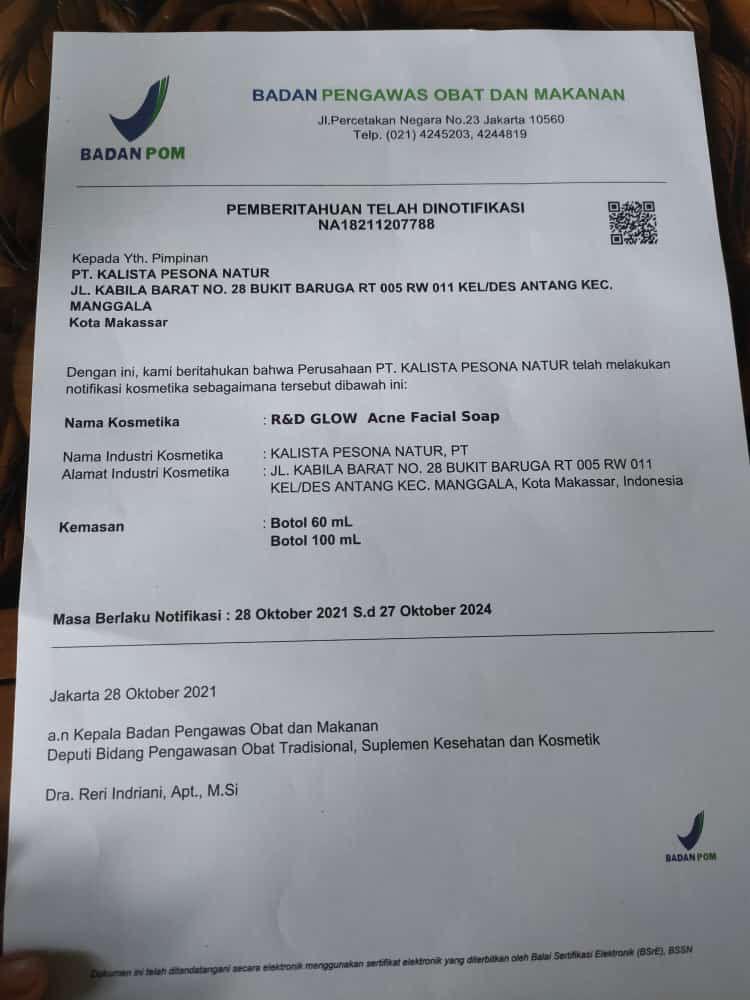 BADAN POM
BADAN PENGAWAS OBAT DAN MAKANAN
Jl.Percetakan Negara No.23 Jakarta 10560
Telp. (021) 4245203, 4244819
PEMBERITAHUAN TELAH DINOTIFIKASI
NA18211207788
Kepada Yth. Pimpinan
PT. KALISTA PESONA NATUR
JL. KABILA BARAT NO. 28 BUKIT BARUGA RT 005 RW 011 KEL/DES ANTANG KEC.
MANGGALA
Kota Makassar
Dengan ini, kami beritahukan bahwa Perusahaan PT. KALISTA PESONA NATUR telah melakukan
notifikasi kosmetika sebagaimana tersebut dibawah ini:
Nama Kosmetika : R&D GLOW Acne Facial Soap
Nama Industri Kosmetika : KALISTA PESONA NATUR, PT
Alamat Industri Kosmetika : JL. KABILA BARAT NO. 28 BUKIT BARUGA RT 005 RW 011
KEL/DES ANTANG KEC. MANGGALA, Kota Makassar, Indonesia
Kemasan : Botol 60 mL
Botol 100 mL
Masa Berlaku Notifikasi : 28 Oktober 2021 S.d 27 Oktober 2024
Jakarta 28 Oktober 2021
a.n Kepala Badan Pengawas Obat dan Makanan
Deputi Bidang Pengawasan Obat Tradisional, Suplemen Kesehatan dan Kosmetik
Dra. Reri Indriani, Apt., M.Si
BADAN POM
Dokumen ini telah ditandatangani secara elektronik menggunakan sertifikat elektronik yang diterbitkan oleh Balai Sertifikasi Elektronik (BSrE), BSSN